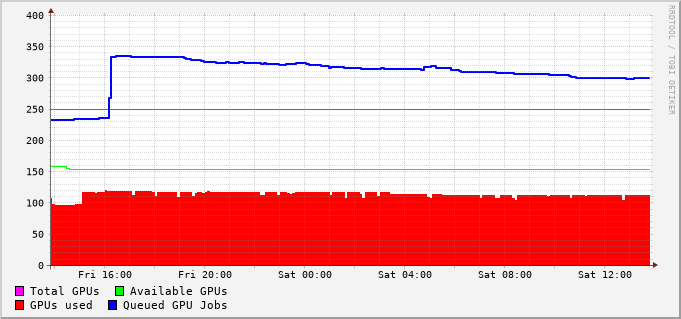 400
350
300
250
200
150
100
50
0
Fri 16:00 Fri 20:00 Sat 00:00 Sat 04:00 Sat 08:00 Sat 12:00
Total GPUs Available GPUs
GPUs used Queued GPU Jobs
RRDTOOL / TOBI OETIKER